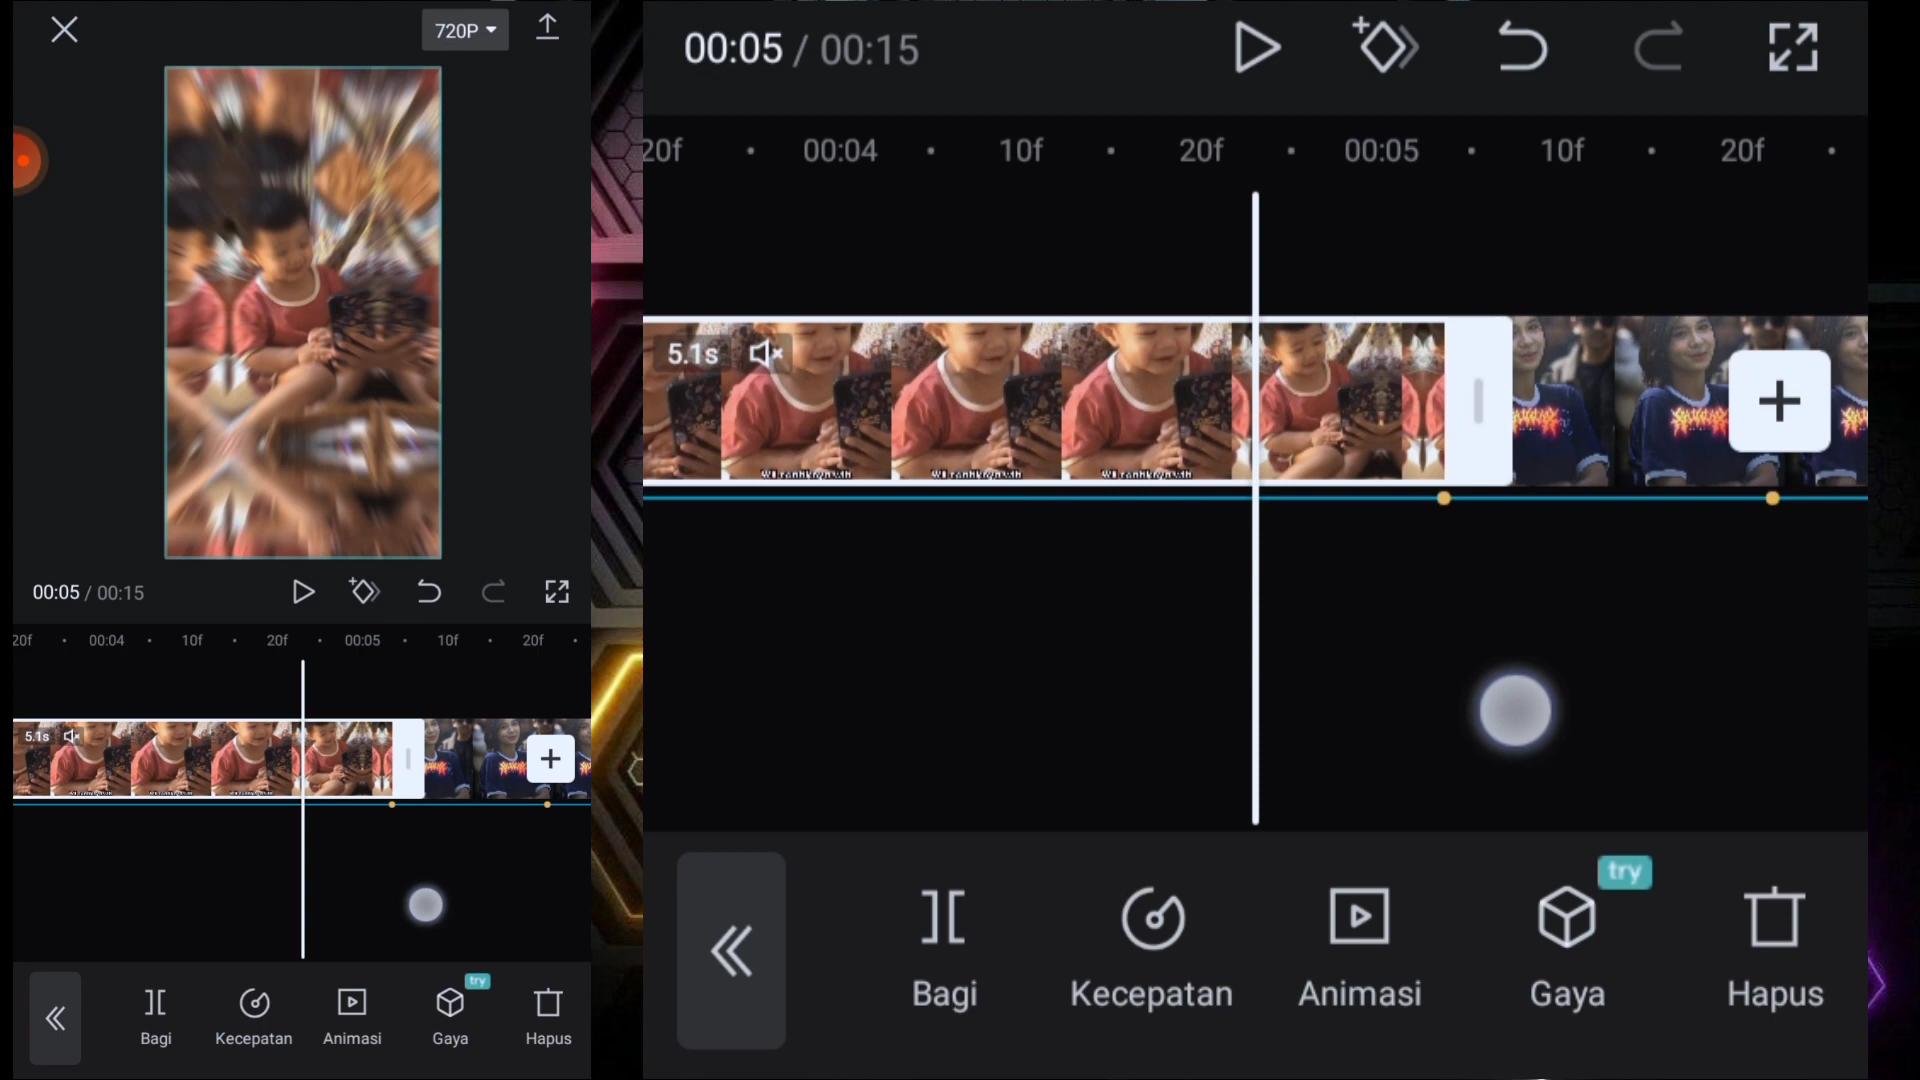 720P
00:05 / 00:15
20f 00:04 10f 20f 00:05 10f 20f
5.1s
try
Bagi Kecepatan Animasi Gaya Hapus
00:05 / 00:15
20f 00:04 10f 20f 00:05 10f 20f
5.1s
try
Bagi Kecepatan Animasi Gaya Hapus